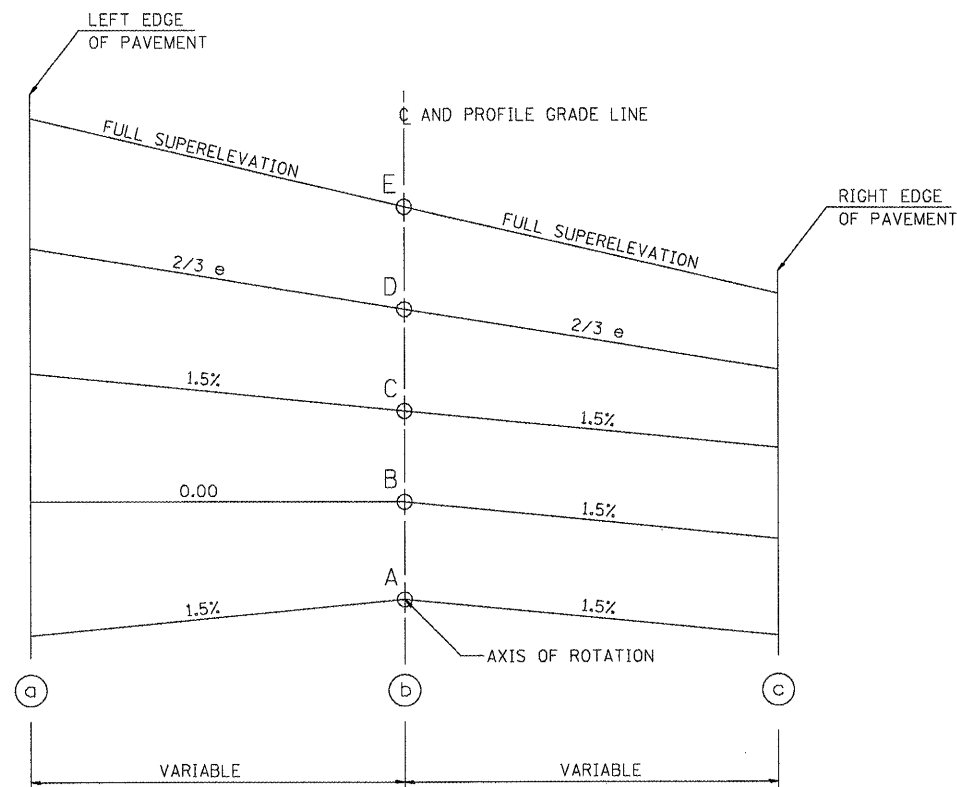 LEFT EDGE
OF PAVEMENT
℄ AND PROFILE GRADE LINE
FULL SUPERELEVATION
E
RIGHT EDGE
OF PAVEMENT
FULL SUPERELEVATION
2/3 e
D
2/3 e
1.5%
C
1.5%
0.00
B
1.5%
A
1.5%
1.5%
AXIS OF ROTATION
a
b
c
VARIABLE
VARIABLE